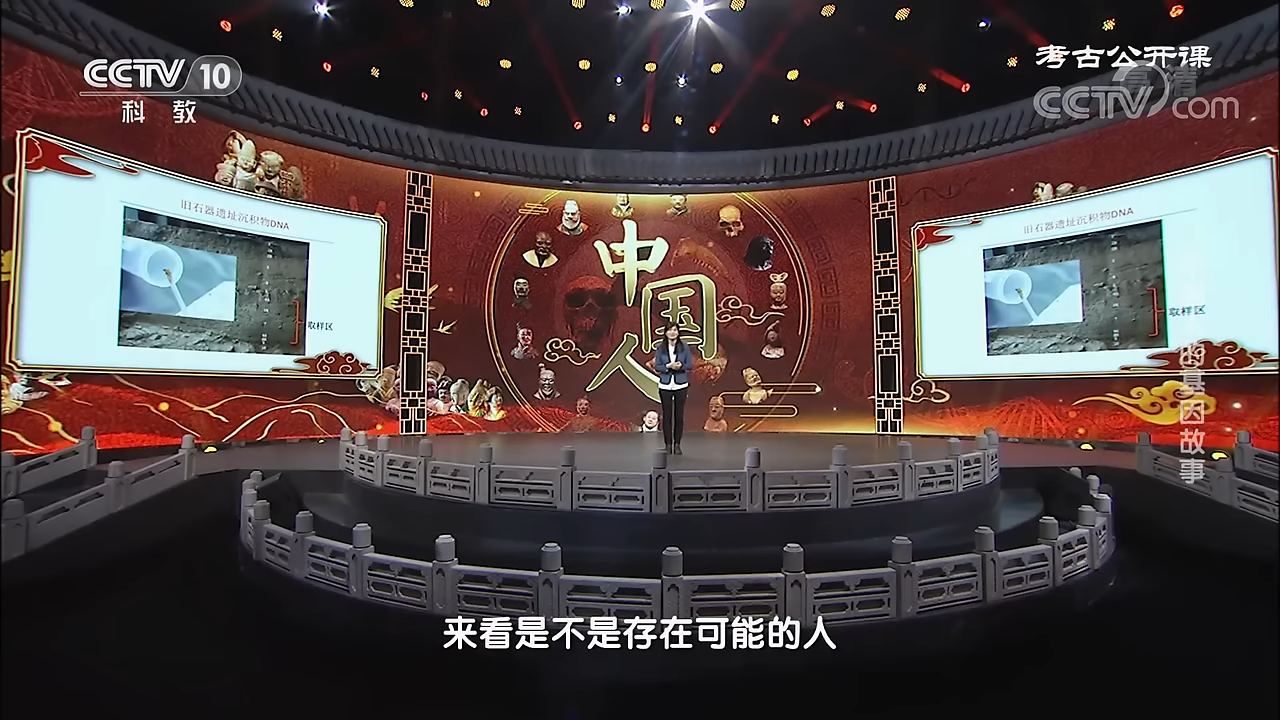 CCTV 10
科教
考古公开课
高清
CCTV.com
旧石器遗址沉积物DNA
取样区
中国人
旧石器遗址沉积物DNA
取样区
的基因故事
来看是不是存在可能的人